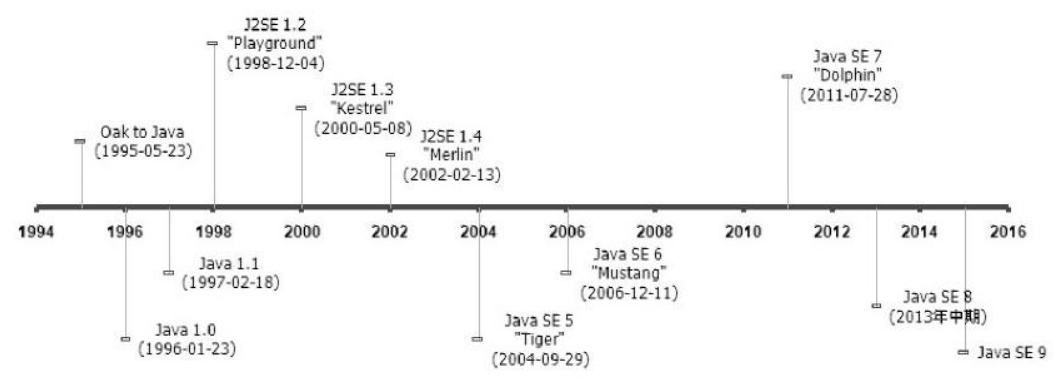 J2SE 1.2
"Playground"
(1998-12-04)
Java SE 7
"Dolphin"
(2011-07-28)
J2SE 1.3
"Kestrel"
(2000-05-08)
Oak to Java
(1995-05-23)
J2SE 1.4
"Merlin"
(2002-02-13)
1994 1996 1998 2000 2002 2004 2006 2008 2010 2012 2014 2016
Java 1.1
(1997-02-18)
Java SE 6
"Mustang"
(2006-12-11)
Java SE 8
(2013年中期)
Java 1.0
(1996-01-23)
Java SE 5
"Tiger"
(2004-09-29)
Java SE 9